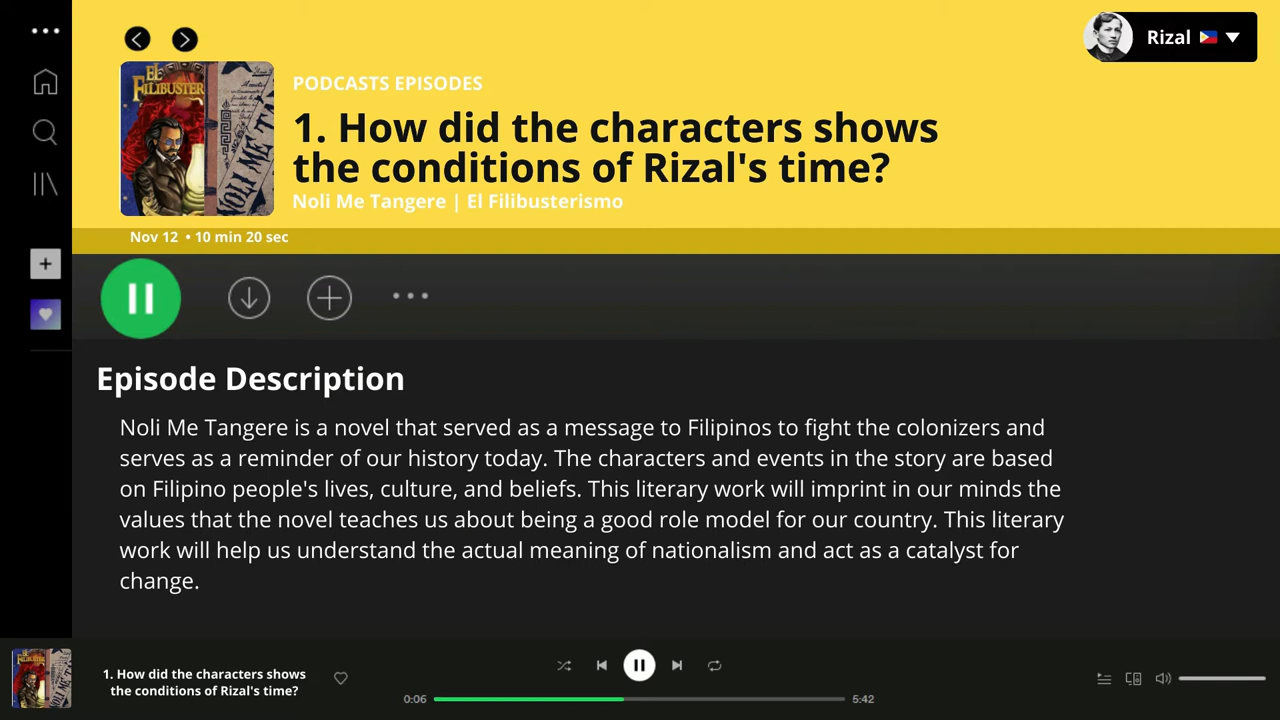 Rizal
PODCASTS EPISODES
1. How did the characters shows
the conditions of Rizal's time?
Noli Me Tangere | El Filibusterismo
EL
FILIBUSTER
NOLI ME TA
Nov 12 • 10 min 20 sec
Episode Description
Noli Me Tangere is a novel that served as a message to Filipinos to fight the colonizers and
serves as a reminder of our history today. The characters and events in the story are based
on Filipino people's lives, culture, and beliefs. This literary work will imprint in our minds the
values that the novel teaches us about being a good role model for our country. This literary
work will help us understand the actual meaning of nationalism and act as a catalyst for
change.
1. How did the characters shows
the conditions of Rizal's time?
0:06
5:42